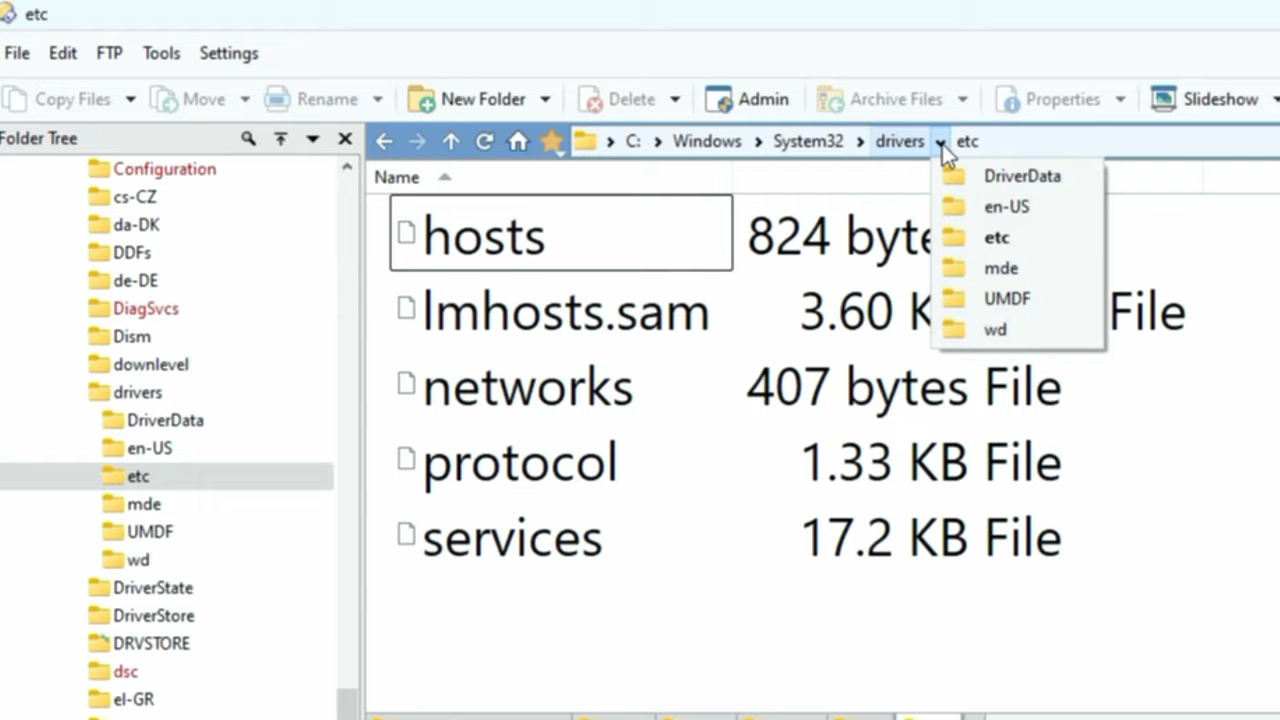 etc
File Edit FTP Tools Settings
Copy Files Move Rename New Folder Delete Admin Archive Files Properties Slideshow
Folder Tree
C: Windows System32 drivers etc
Configuration
cs-CZ
da-DK
DDFs
de-DE
DiagSvcs
Dism
downlevel
drivers
DriverData
en-US
etc
mde
UMDF
wd
DriverState
DriverStore
DRVSTORE
dsc
el-GR
Name
hosts 824 byte
lmhosts.sam 3.60 K File
networks 407 bytes File
protocol 1.33 KB File
services 17.2 KB File
DriverData
en-US
etc
mde
UMDF
wd